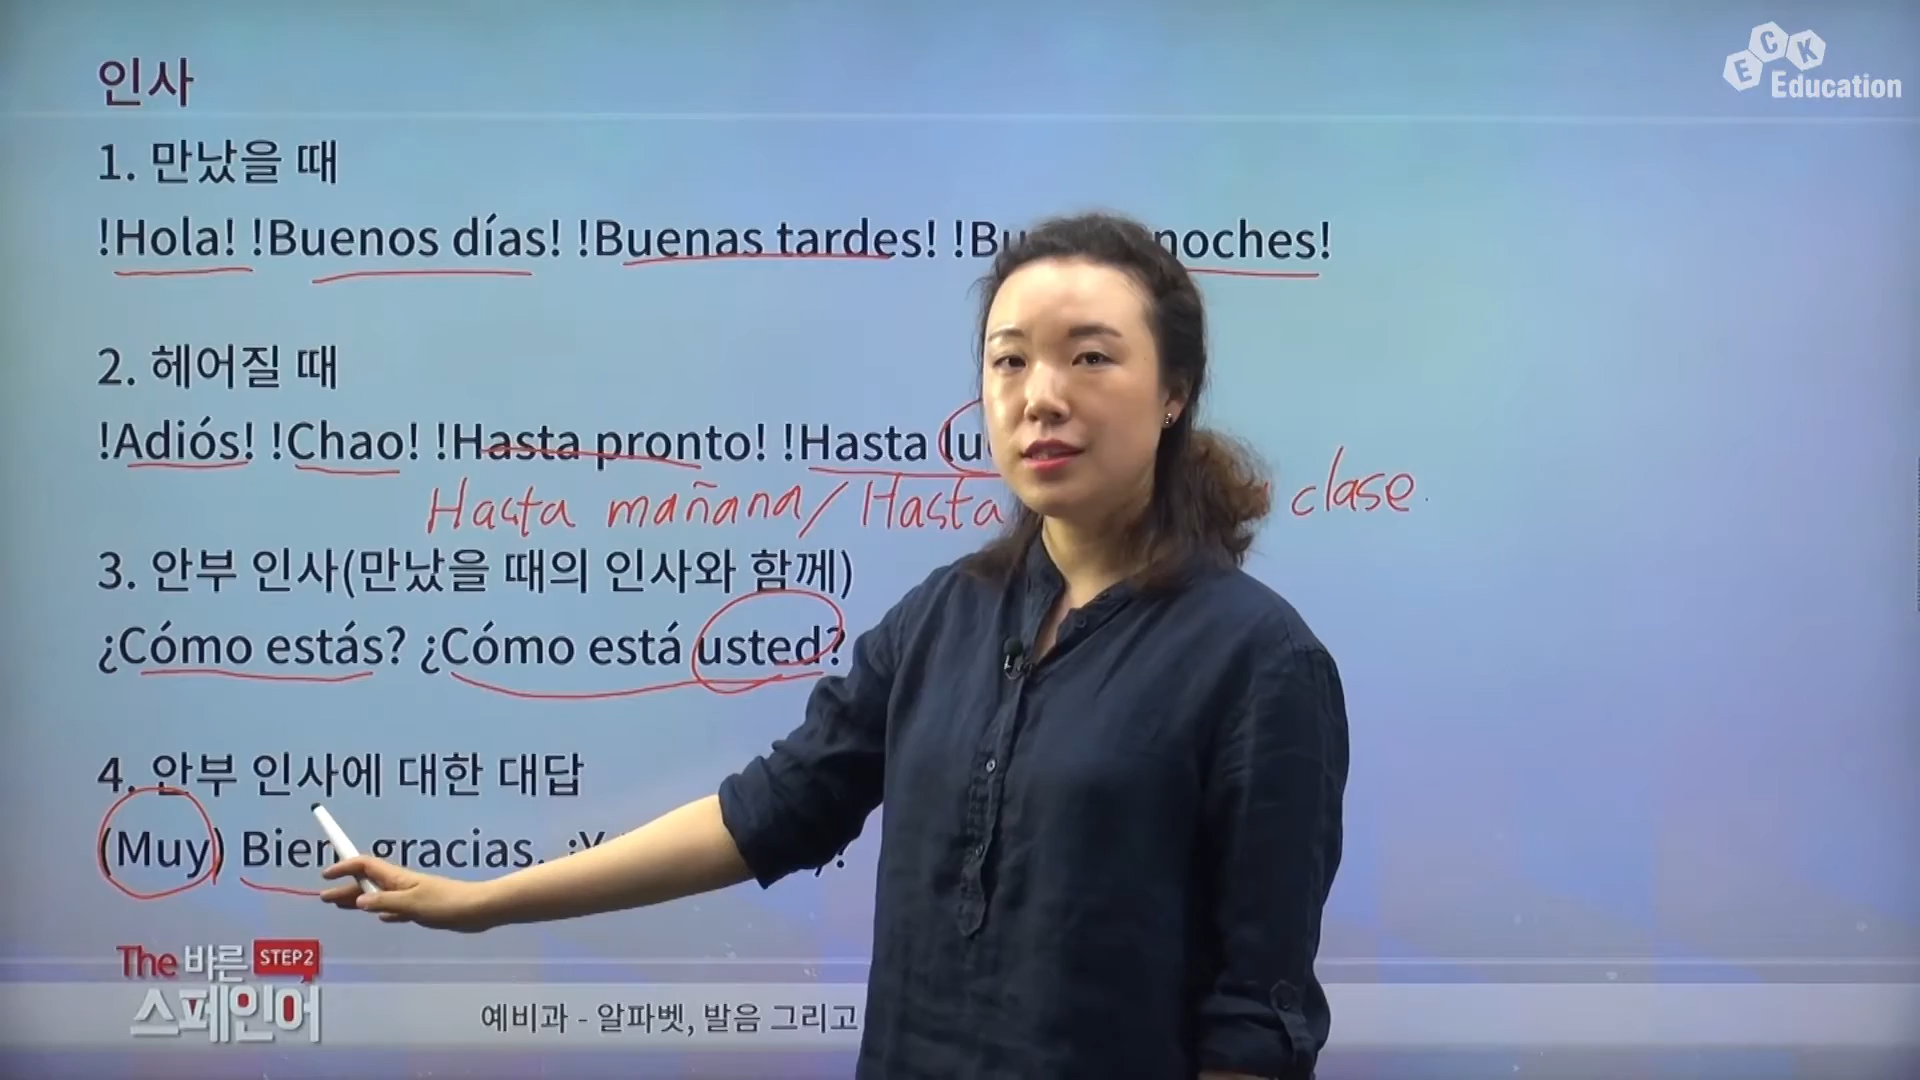 ECK Education
인사
1. 만났을 때
!Hola! !Buenos días! !Buenas tardes! noches!
2. 헤어질 때
!Adiós! !Chao! !Hasta pronto! !Hasta
Hasta mañana / Hasta clase.
3. 안부 인사(만났을 때의 인사와 함께)
¿Cómo estás? ¿Cómo está usted?
4. 안부 인사에 대한 대답
(Muy) Bien gracias.
The 바른 STEP2
스페인어
예비과 - 알파벳, 발음 그리고